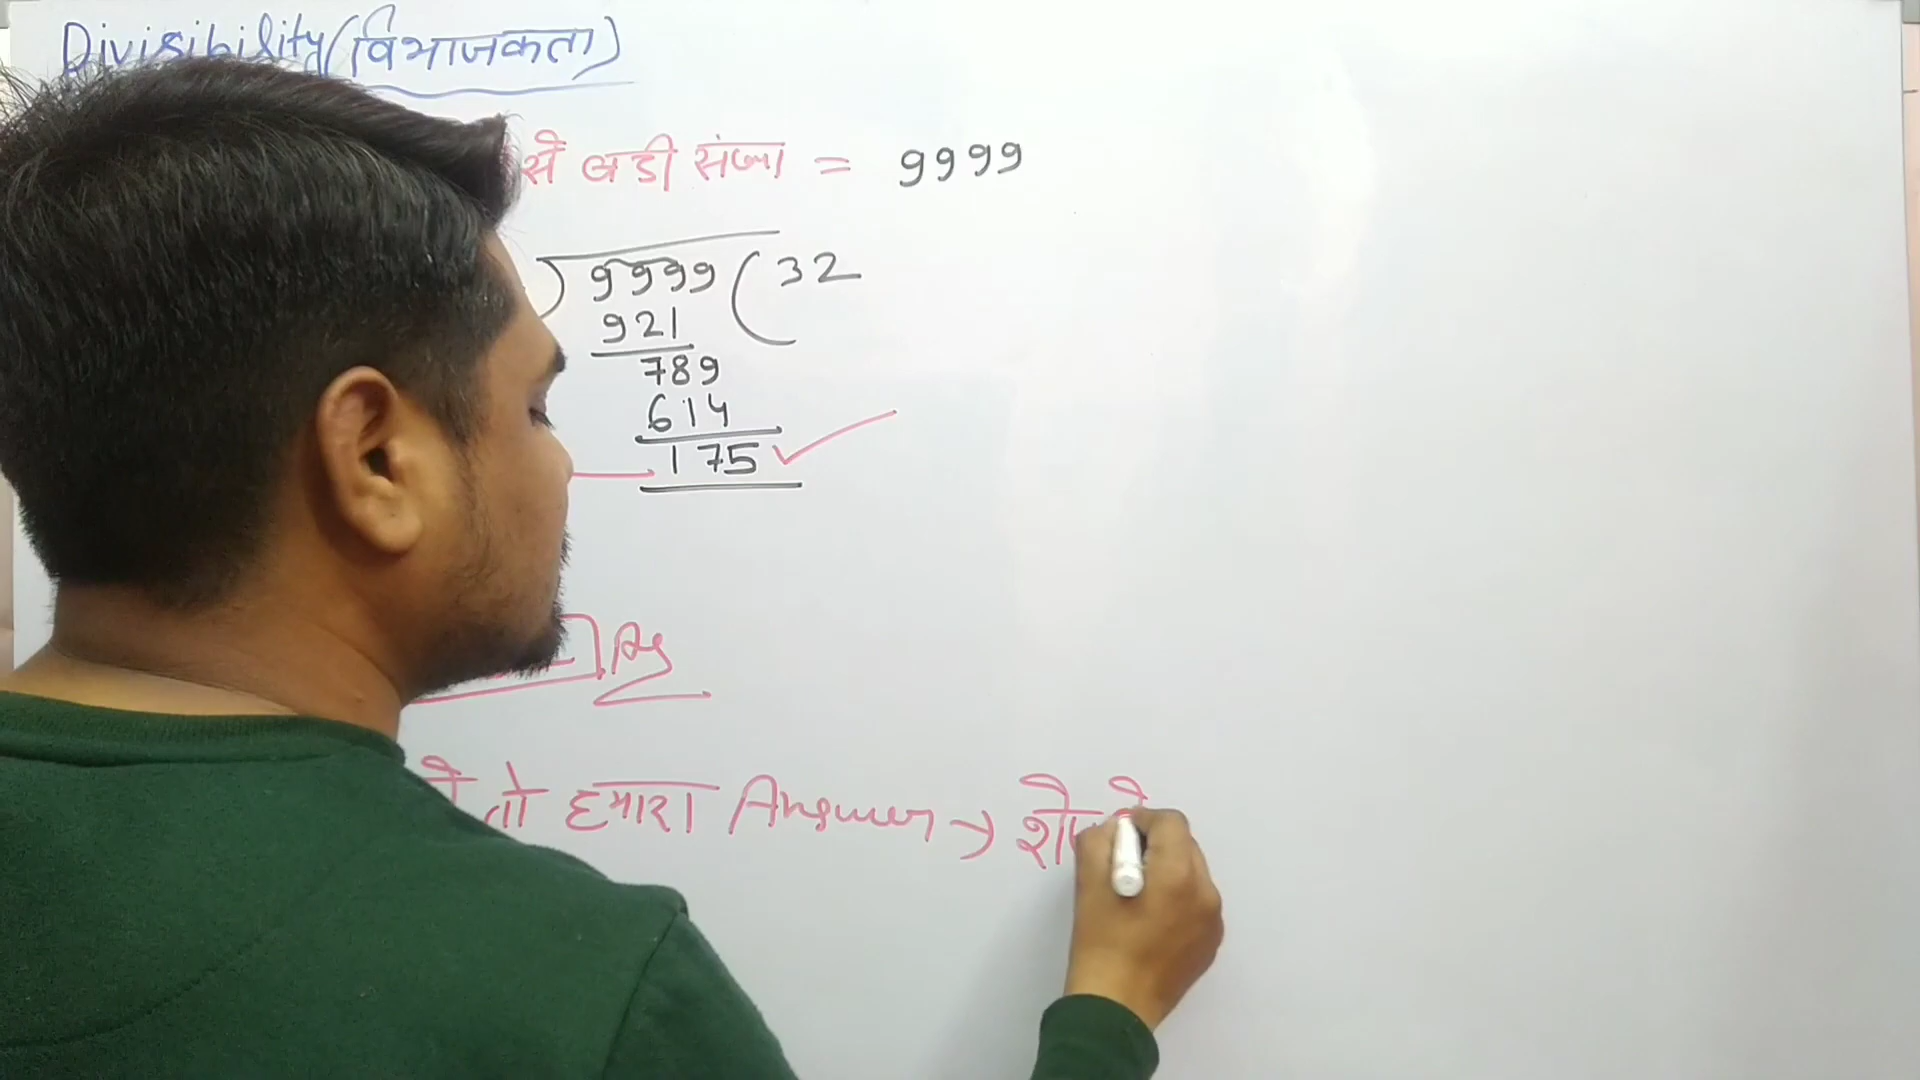 Divisibility (विभाजकता)
से बडी संख्या = 9999
9999 ( 32
921
789
614
175
तो हमारा Answer →